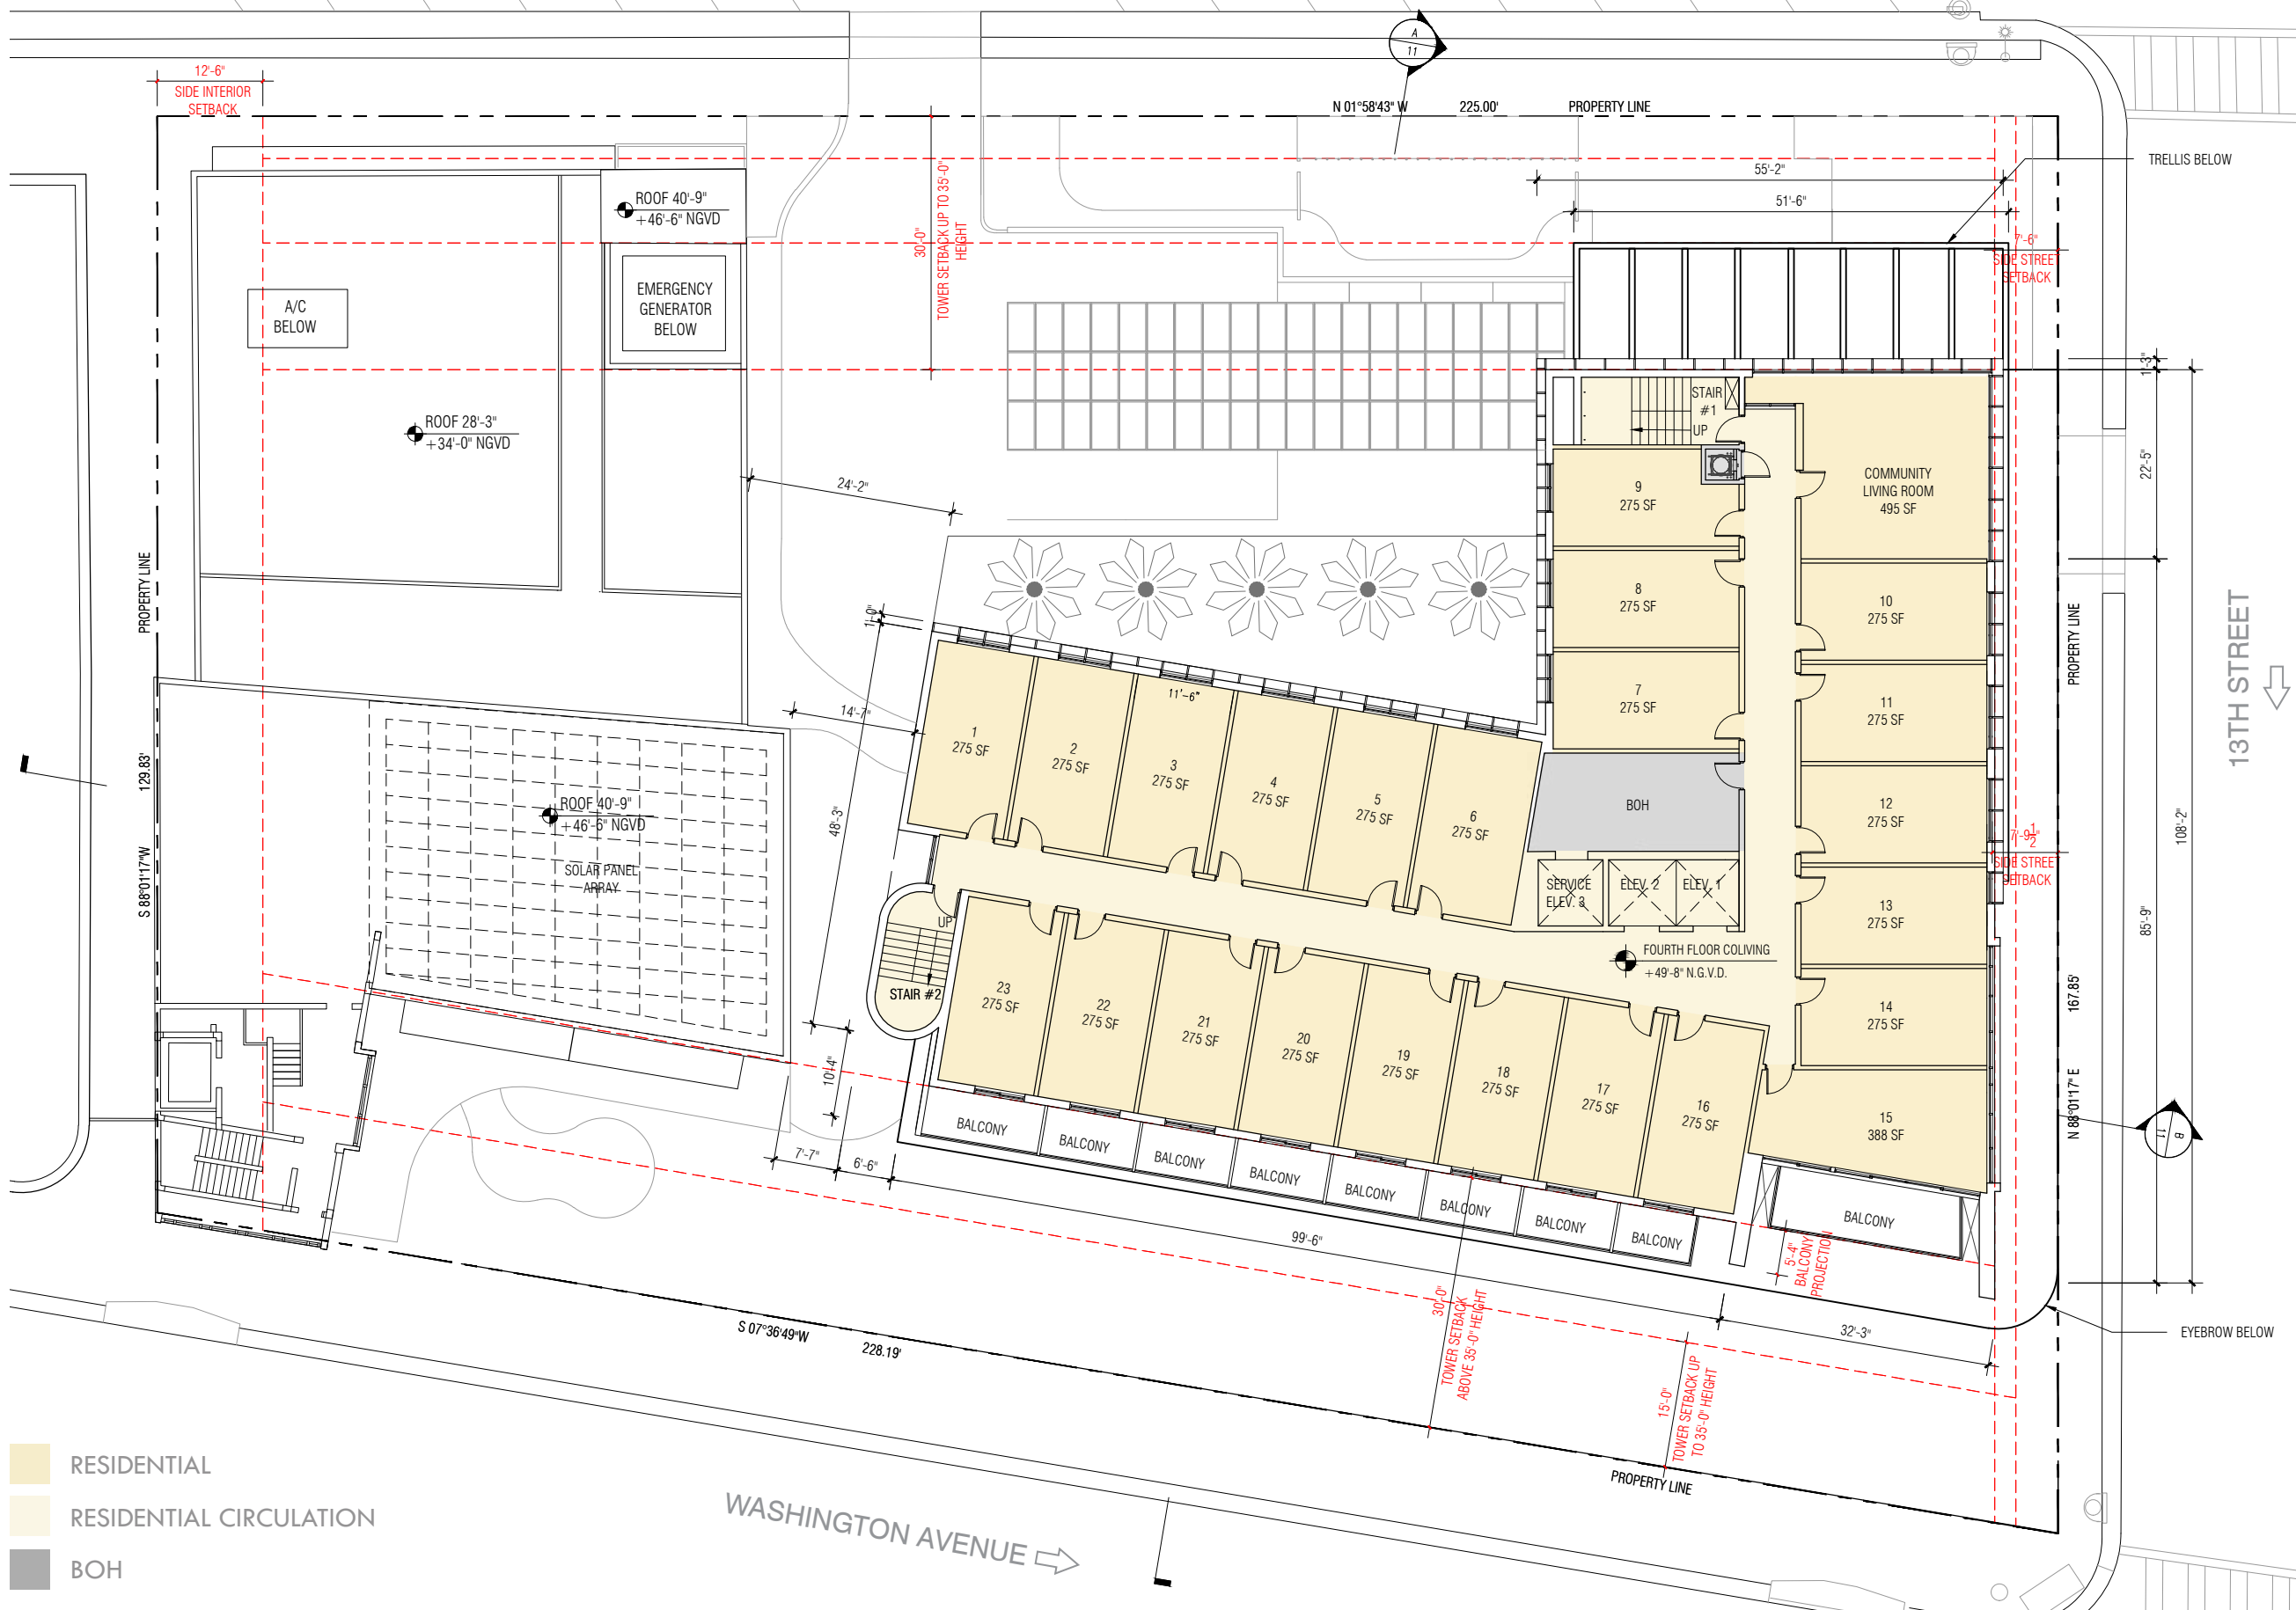 A
11
12'-6"
SIDE INTERIOR
SETBACK
N 01°58'43" W
225.00'
PROPERTY LINE
TRELLIS BELOW
55'-2"
51'-6"
ROOF 40'-9"
+46'-6" NGVD
30'-0"
TOWER SETBACK UP TO 35'-0"
HEIGHT
7'-6"
SIDE STREET
SETBACK
A/C
BELOW
EMERGENCY
GENERATOR
BELOW
1'-3"
ROOF 28'-3"
+34'-0" NGVD
STAIR
#1
UP
22'-5"
24'-2"
COMMUNITY
LIVING ROOM
495 SF
9
275 SF
8
275 SF
7
275 SF
10
275 SF
11
275 SF
12
275 SF
13
275 SF
14
275 SF
15
388 SF
PROPERTY LINE
129.83'
S 88°01'17"W
PROPERTY LINE
167.85'
N 88°01'17" E
13TH STREET
1'-0"
14'-7"
11'-6"
1
275 SF
2
275 SF
3
275 SF
4
275 SF
5
275 SF
6
275 SF
BOH
SERVICE
ELEV. 3
ELEV. 2
ELEV. 1
7'-9 1/2
SIDE STREET
SETBACK
108'-2"
85'-9"
48'-3"
ROOF 40'-9"
+46'-6" NGVD
SOLAR PANEL
ARRAY
UP
STAIR #2
FOURTH FLOOR COLIVING
+49'-8" N.G.V.D.
23
275 SF
22
275 SF
21
275 SF
20
275 SF
19
275 SF
18
275 SF
17
275 SF
16
275 SF
10'-4"
7'-7"
6'-6"
BALCONY
BALCONY
BALCONY
BALCONY
BALCONY
BALCONY
BALCONY
BALCONY
BALCONY
B
11
99'-6"
5'-4"
BALCONY
PROJECTION
30'-0"
TOWER SETBACK
ABOVE 35'-0" HEIGHT
15'-0"
TOWER SETBACK UP
TO 35'-0" HEIGHT
32'-3"
EYEBROW BELOW
S 07°36'49"W
228.19'
PROPERTY LINE
WASHINGTON AVENUE
RESIDENTIAL
RESIDENTIAL CIRCULATION
BOH